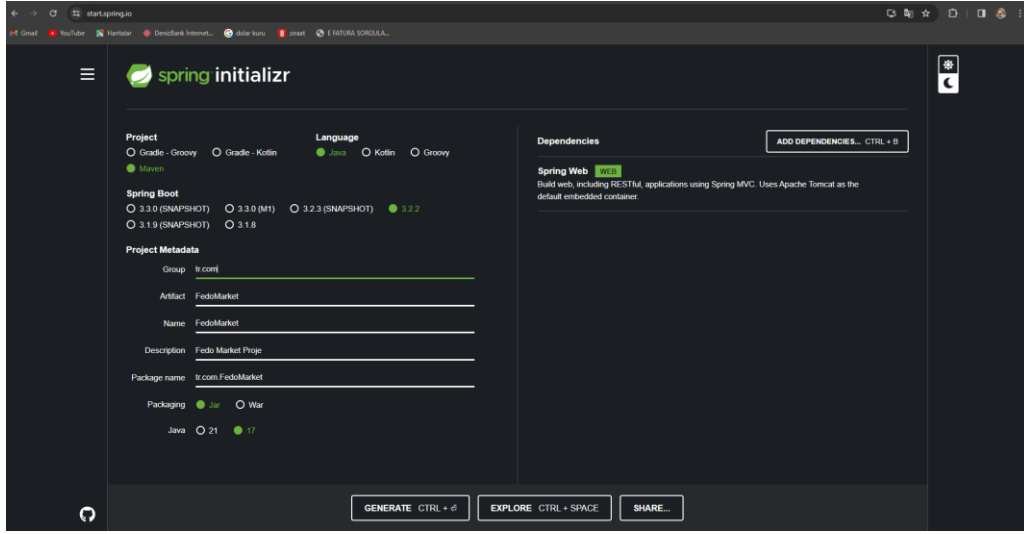 start.spring.io
Gmail YouTube Haritalar DenizBank İnternet... dolar kuru ziraat E FATURA SORGULA...
spring initializr
Project
Gradle - Groovy Gradle - Kotlin
Maven
Language
Java Kotlin Groovy
Spring Boot
3.3.0 (SNAPSHOT) 3.3.0 (M1) 3.2.3 (SNAPSHOT) 3.2.2
3.1.9 (SNAPSHOT) 3.1.8
Project Metadata
Group tr.com
Artifact FedoMarket
Name FedoMarket
Description Fedo Market Proje
Package name tr.com.FedoMarket
Packaging Jar War
Java 21 17
Dependencies
ADD DEPENDENCIES... CTRL + B
Spring Web WEB
Build web, including RESTful, applications using Spring MVC. Uses Apache Tomcat as the
default embedded container.
GENERATE CTRL + ⏎ EXPLORE CTRL + SPACE SHARE...